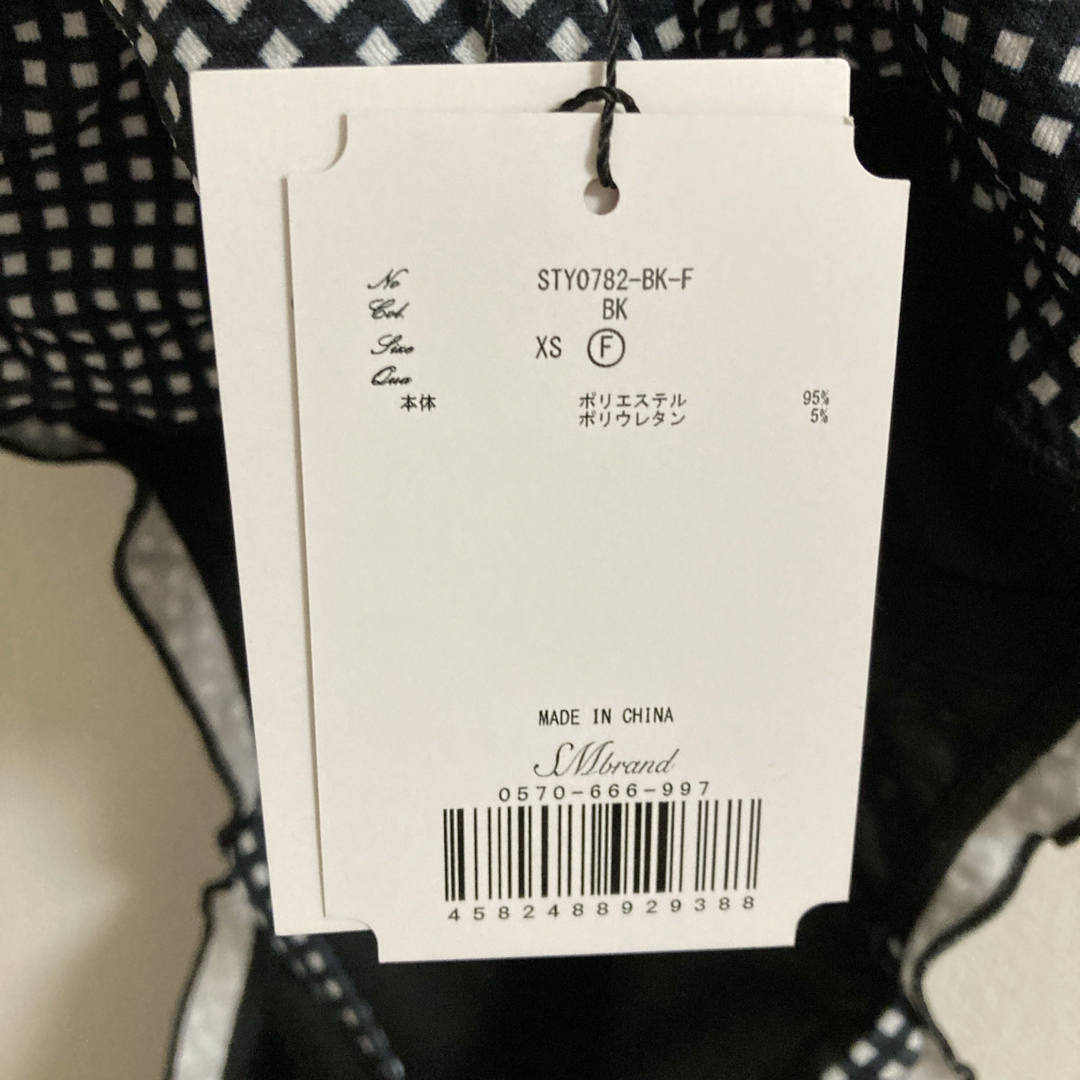 No STY0782-BK-F
Col. BK
Size XS F
Qua
本体 ポリエステル 95%
ポリウレタン 5%
MADE IN CHINA
SMbrand
0570-666-997
4582488929388